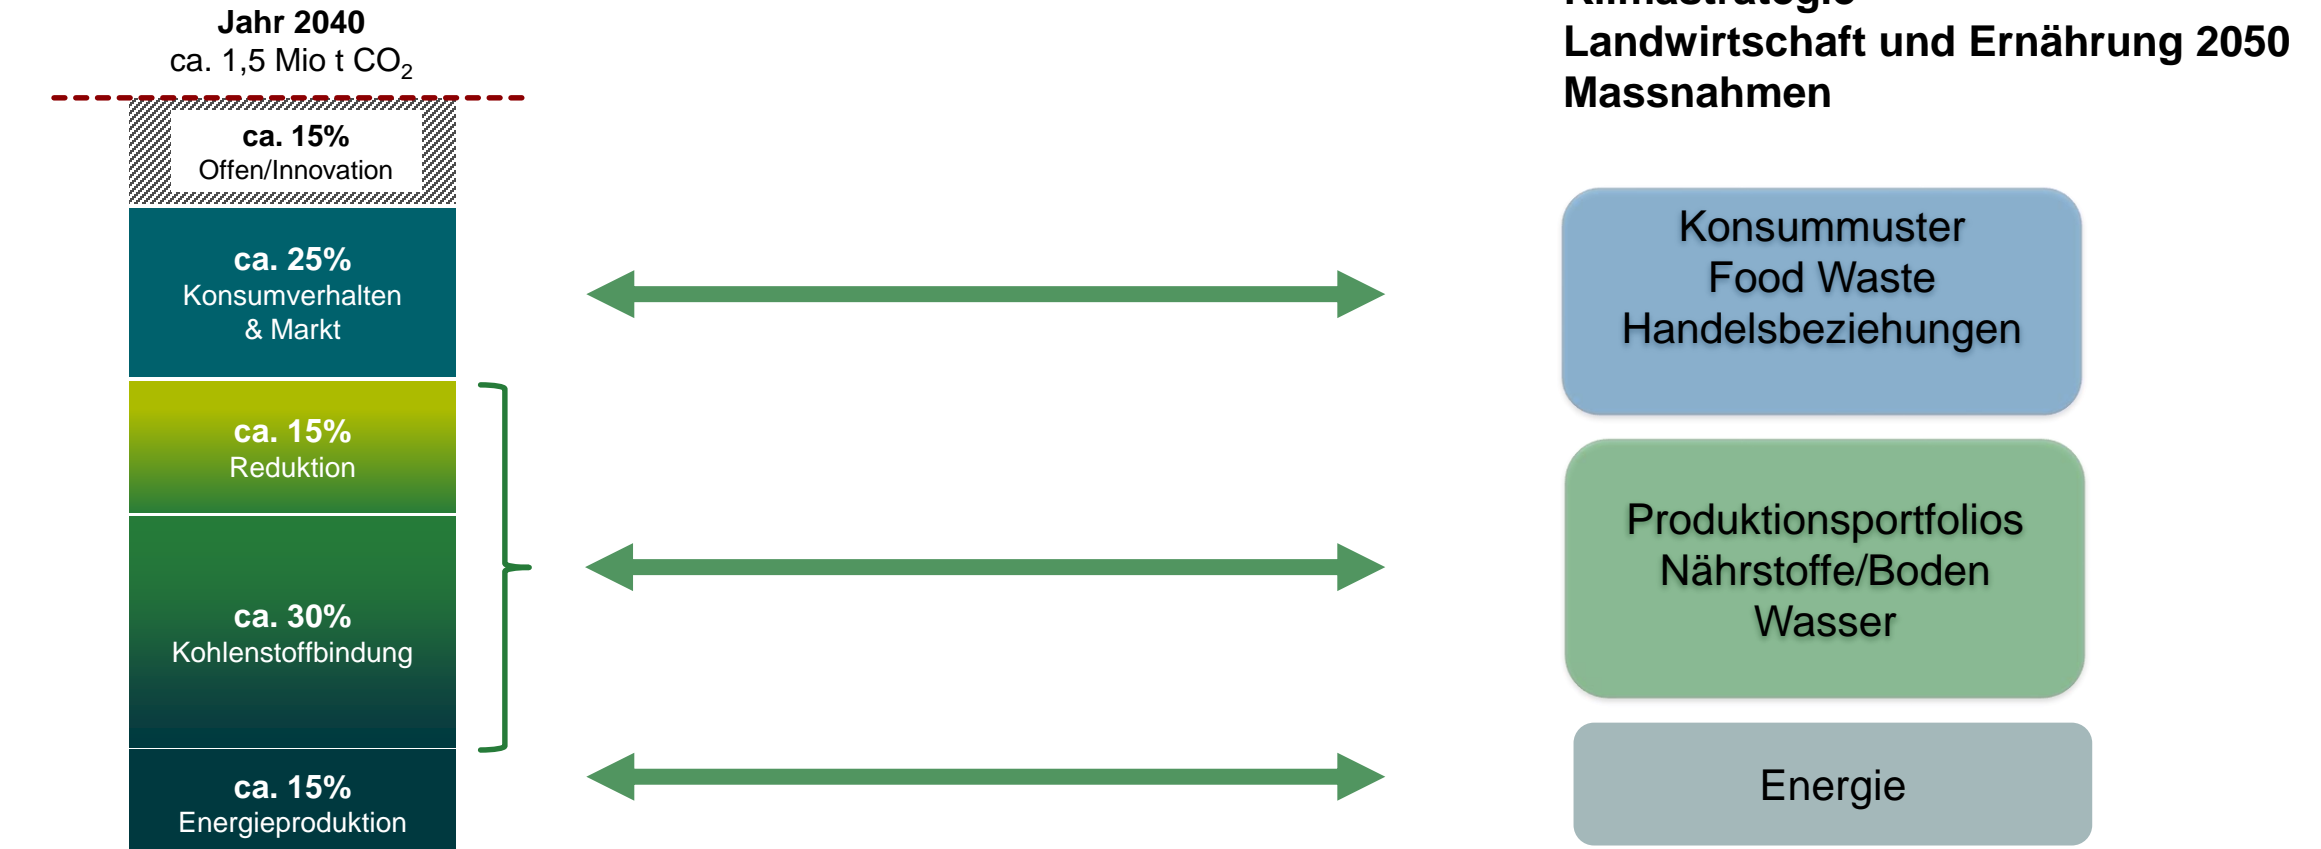 Jahr 2040
ca. 1,5 Mio t CO₂
ca. 15%
Offen/Innovation
ca. 25%
Konsumverhalten
& Markt
ca. 15%
Reduktion
ca. 30%
Kohlenstoffbindung
ca. 15%
Energieproduktion
Klimastrategie
Landwirtschaft und Ernährung 2050
Massnahmen
Konsummuster
Food Waste
Handelsbeziehungen
Produktionsportfolios
Nährstoffe/Boden
Wasser
Energie